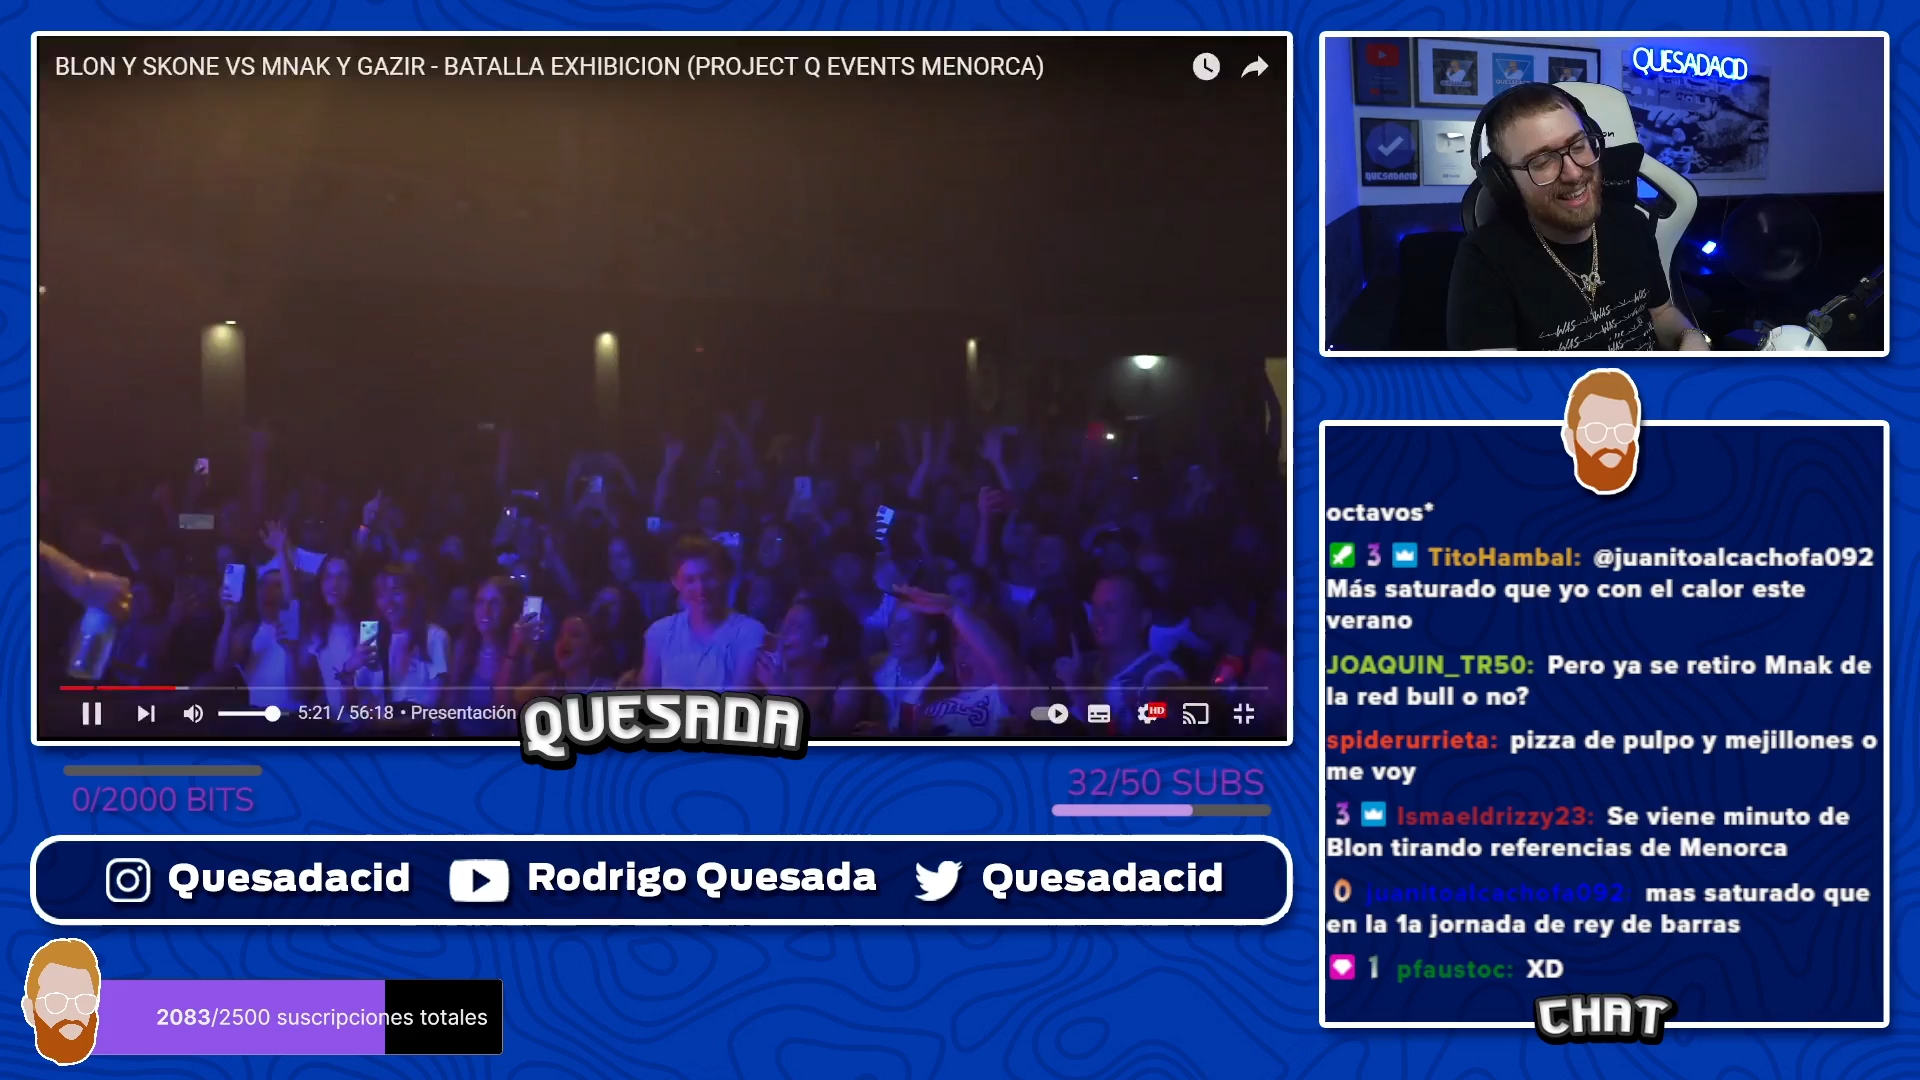 BLON Y SKONE VS MNAK Y GAZIR - BATALLA EXHIBICION (PROJECT Q EVENTS MENORCA)
5:21 / 56:18 • Presentación
HD
QUESADA
0/2000 BITS
32/50 SUBS
Quesadacid
Rodrigo Quesada
Quesadacid
2083/2500 suscripciones totales
QUESADACID
QUESADACID
octavos*
3 TitoHambal: @juanitoalcachofa092
Más saturado que yo con el calor este
verano
JOAQUIN_TR50: Pero ya se retiro Mnak de
la red bull o no?
spiderurrieta: pizza de pulpo y mejillones o
me voy
3 Ismaeldrizzy23: Se viene minuto de
Blon tirando referencias de Menorca
0 juanitoalcachofa092: mas saturado que
en la 1a jornada de rey de barras
1 pfaustoc: XD
CHAT